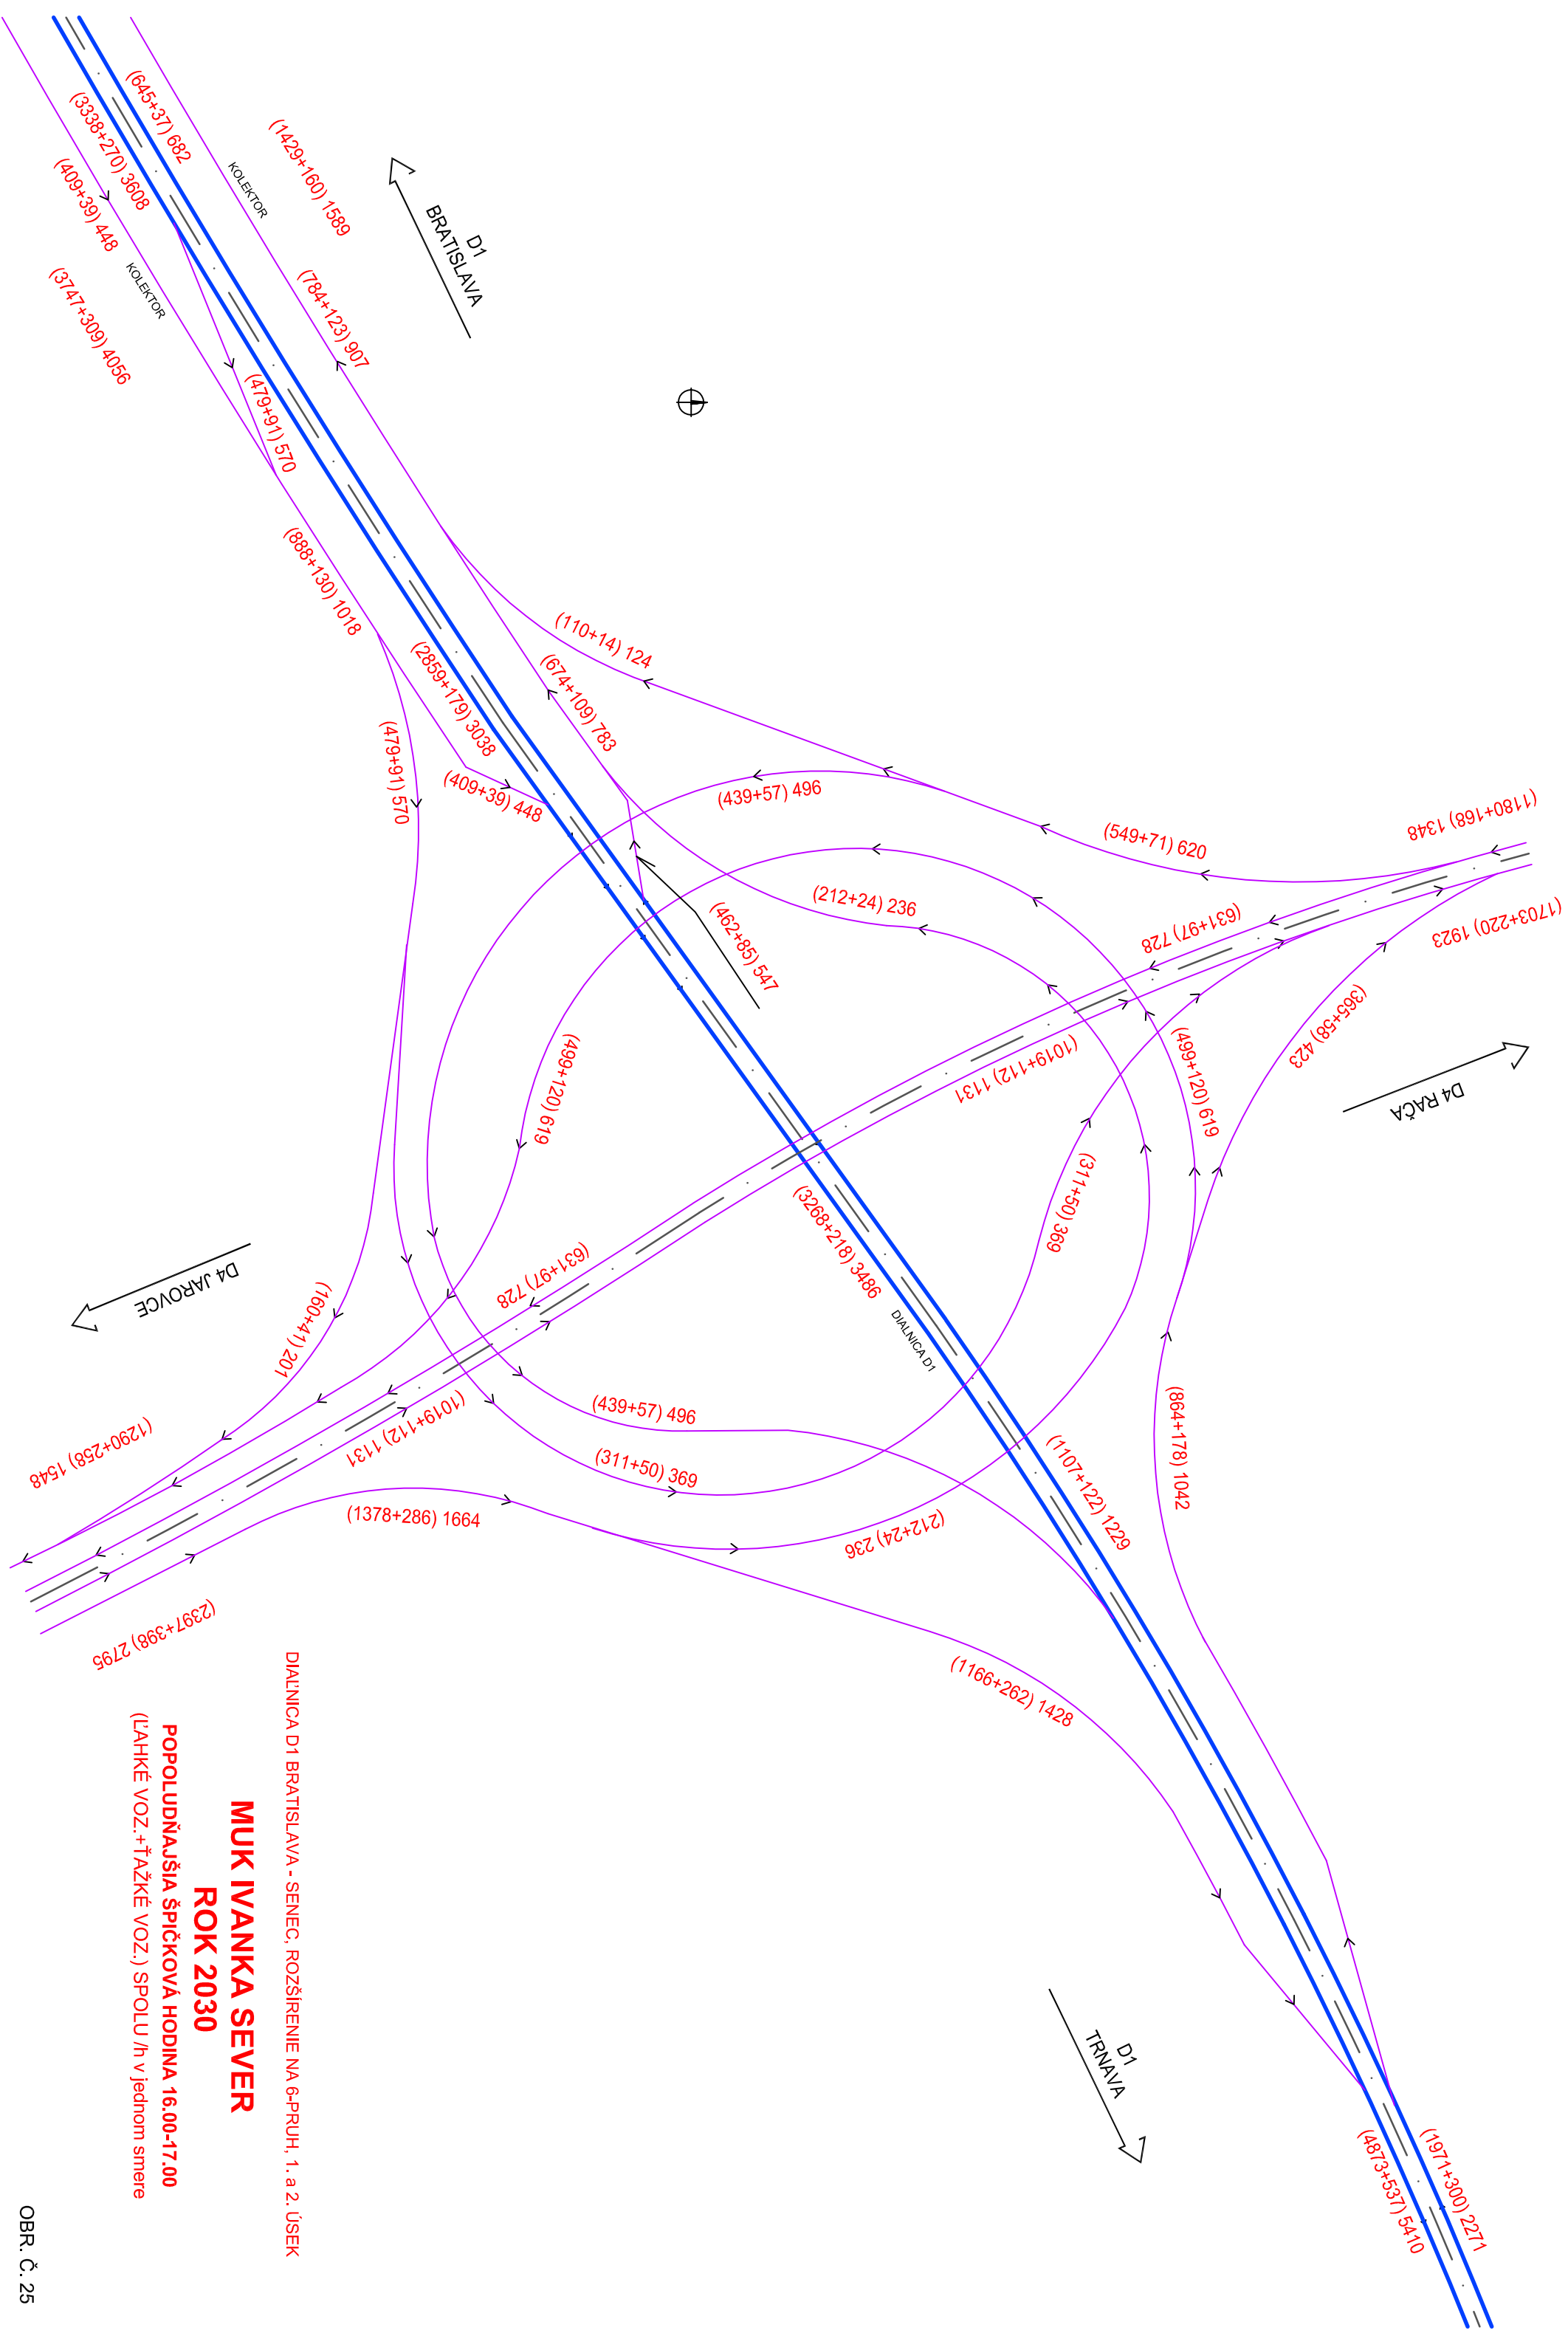 (645+37) 682
(3338+270) 3608
(409+39) 448
(3747+309) 4056
KOLEKTOR
KOLEKTOR
(1429+160) 1589
D1
BRATISLAVA
(784+123) 907
(479+91) 570
(888+130) 1018
(2859+179) 3038
(479+91) 570
(409+39) 448
(110+14) 124
(674+109) 783
(439+57) 496
(212+24) 236
(462+85) 547
(549+71) 620
(1180+168) 1348
(1703+220) 1923
(631+97) 728
(1019+112) 1131
(499+120) 619
(365+58) 423
D4 RAČA
(499+120) 619
(311+50) 369
(3268+218) 3486
DIALNICA D1
(631+97) 728
D4 JAROVCE
(160+41) 201
(1290+258) 1548
(1019+112) 1131
(439+57) 496
(311+50) 369
(1378+286) 1664
(212+24) 236
(1107+122) 1229
(864+178) 1042
(2397+398) 2795
(1166+262) 1428
D1
TRNAVA
(1971+300) 2271
(4873+537) 5410
DIAĽNICA D1 BRATISLAVA - SENEC, ROZŠÍRENIE NA 6-PRUH, 1. a 2. ÚSEK
MUK IVANKA SEVER
ROK 2030
POPOLUDŇAJŠIA ŠPIČKOVÁ HODINA 16.00-17.00
(ĽAHKÉ VOZ.+ŤAŽKÉ VOZ.) SPOLU /h v jednom smere
OBR. Č. 25